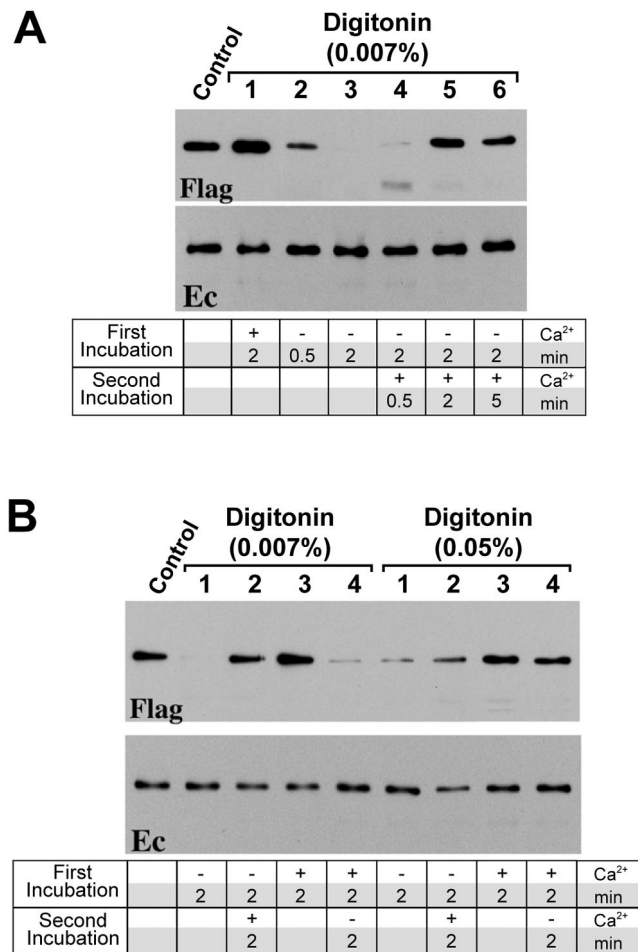 A
Control
Digitonin
(0.007%)
1 2 3 4 5 6
Flag
Ec
First Incubation + - - - - - Ca²⁺
2 0.5 2 2 2 2 min
Second Incubation + + + Ca²⁺
0.5 2 5 min
B
Control
Digitonin
(0.007%)
Digitonin
(0.05%)
1 2 3 4 1 2 3 4
Flag
Ec
First Incubation - - + + - - + + Ca²⁺
2 2 2 2 2 2 2 2 min
Second Incubation + - + - Ca²⁺
2 2 2 2 min